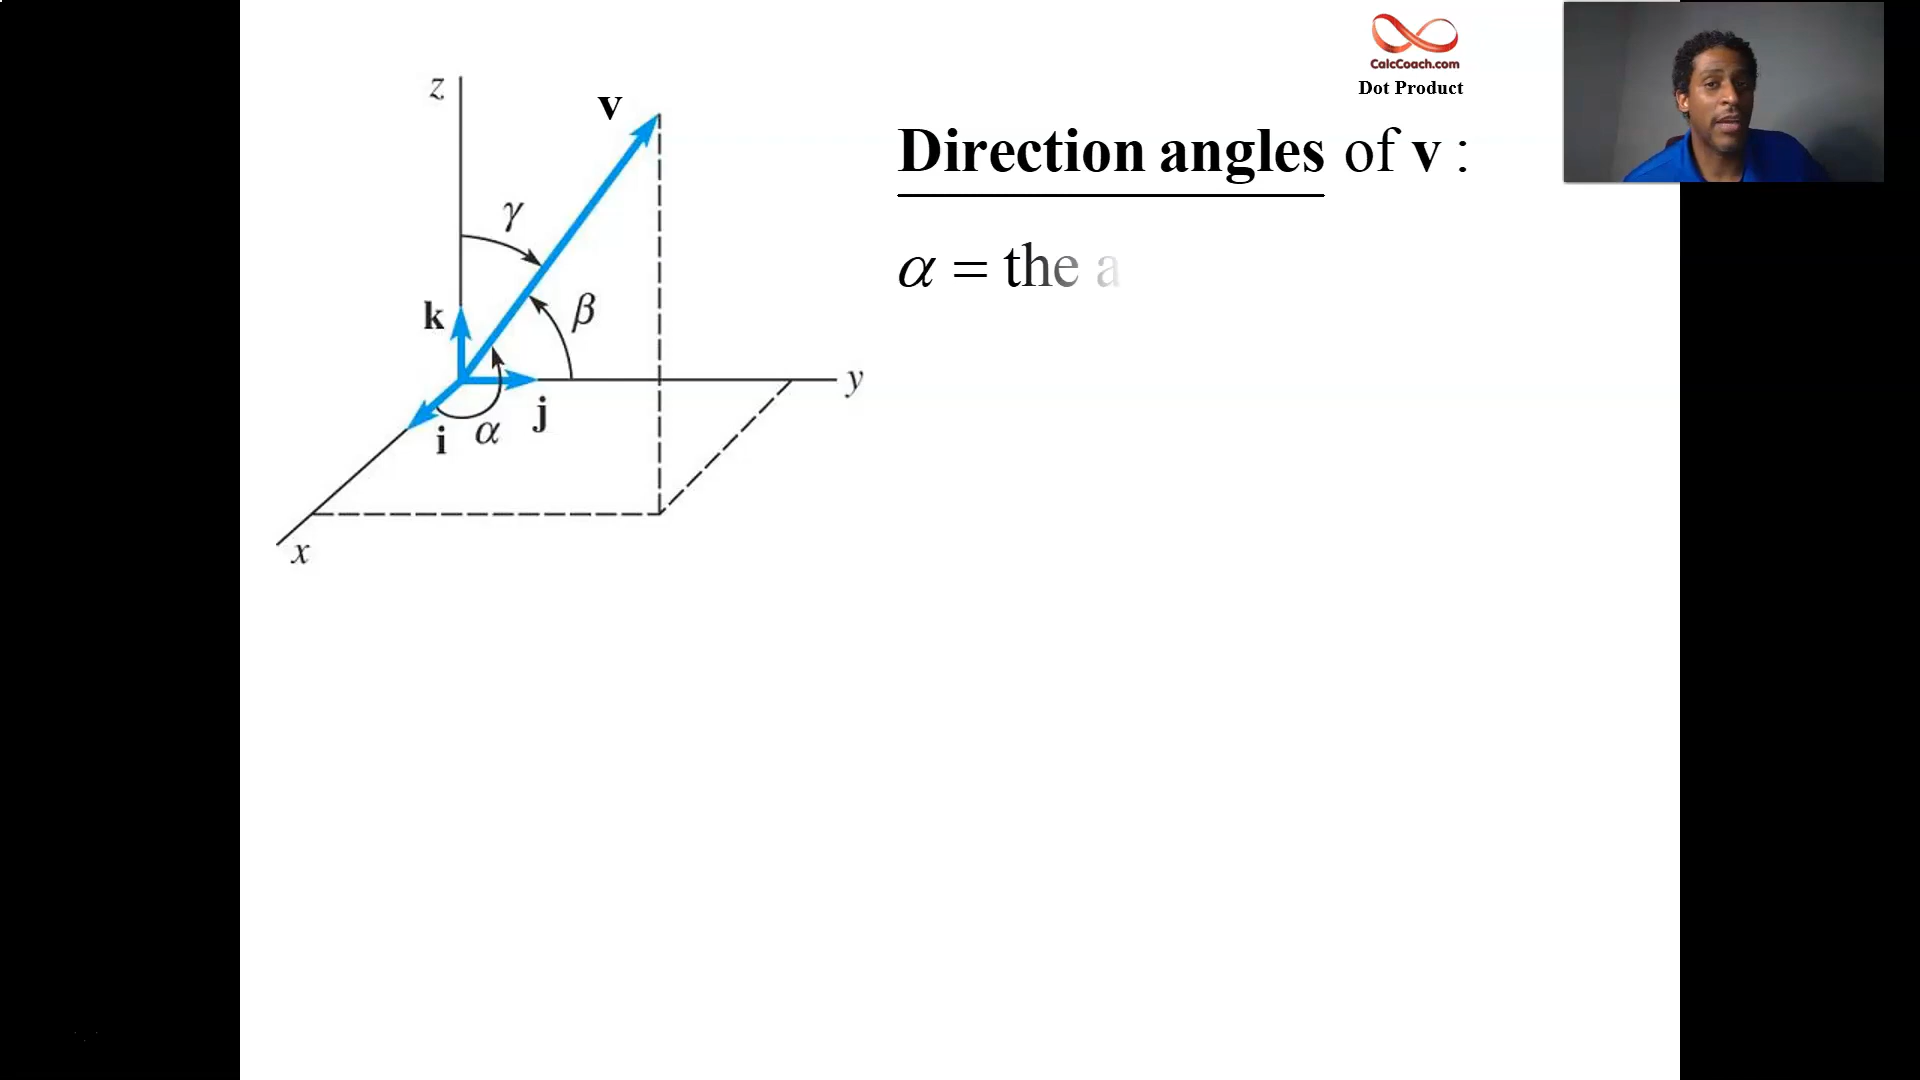 CalcCoach.com
Dot Product
Direction angles of v :
α = the a
z
v
γ
k
β
y
i
α
j
x